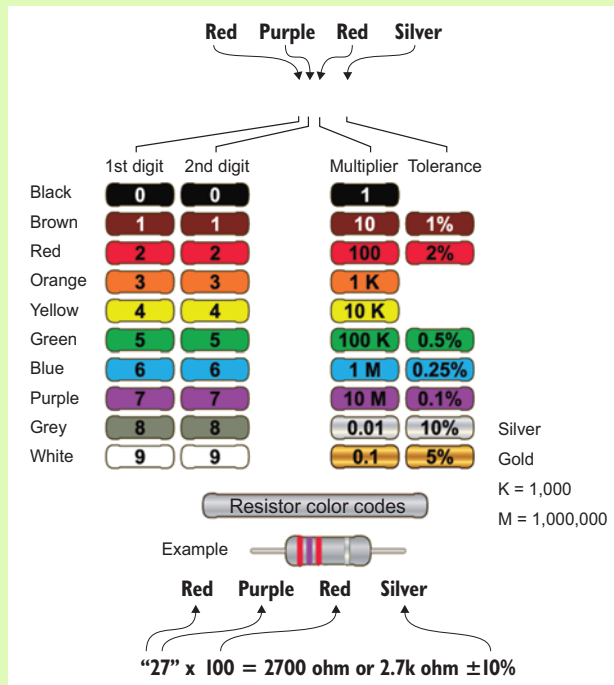 Red Purple Red Silver
1st digit 2nd digit Multiplier Tolerance
Black 0 0 1
Brown 1 1 10 1%
Red 2 2 100 2%
Orange 3 3 1 K
Yellow 4 4 10 K
Green 5 5 100 K 0.5%
Blue 6 6 1 M 0.25%
Purple 7 7 10 M 0.1%
Grey 8 8 0.01 10% Silver
White 9 9 0.1 5% Gold
K = 1,000
M = 1,000,000
Resistor color codes
Example
Red Purple Red Silver
“27” x 100 = 2700 ohm or 2.7k ohm ±10%